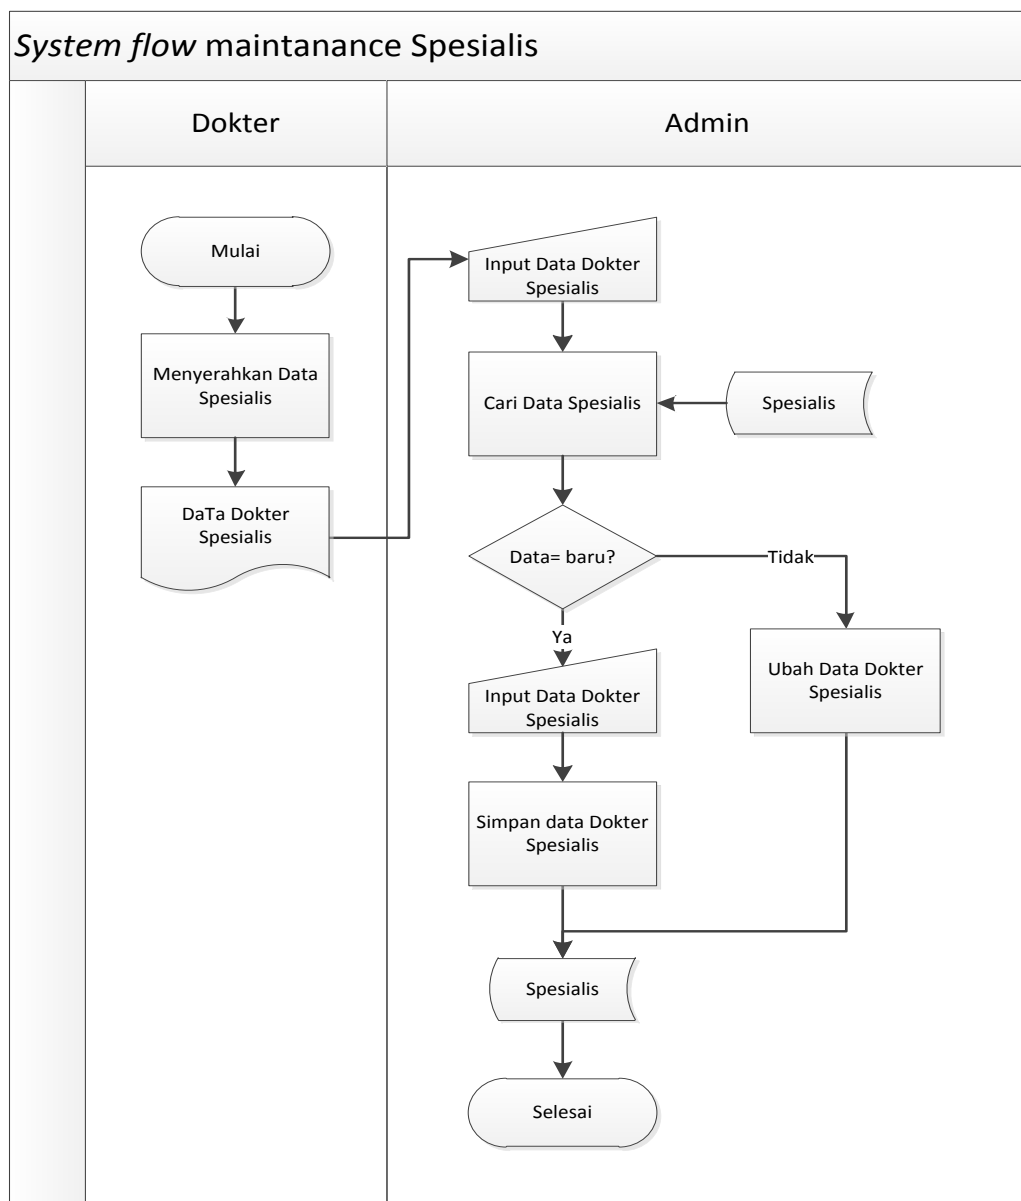 System flow maintanance Spesialis
Dokter
Admin
Mulai
Menyerahkan Data
Spesialis
DaTa Dokter
Spesialis
Input Data Dokter
Spesialis
Cari Data Spesialis
Spesialis
Data= baru?
Tidak
Ya
Ubah Data Dokter
Spesialis
Input Data Dokter
Spesialis
Simpan data Dokter
Spesialis
Spesialis
Selesai